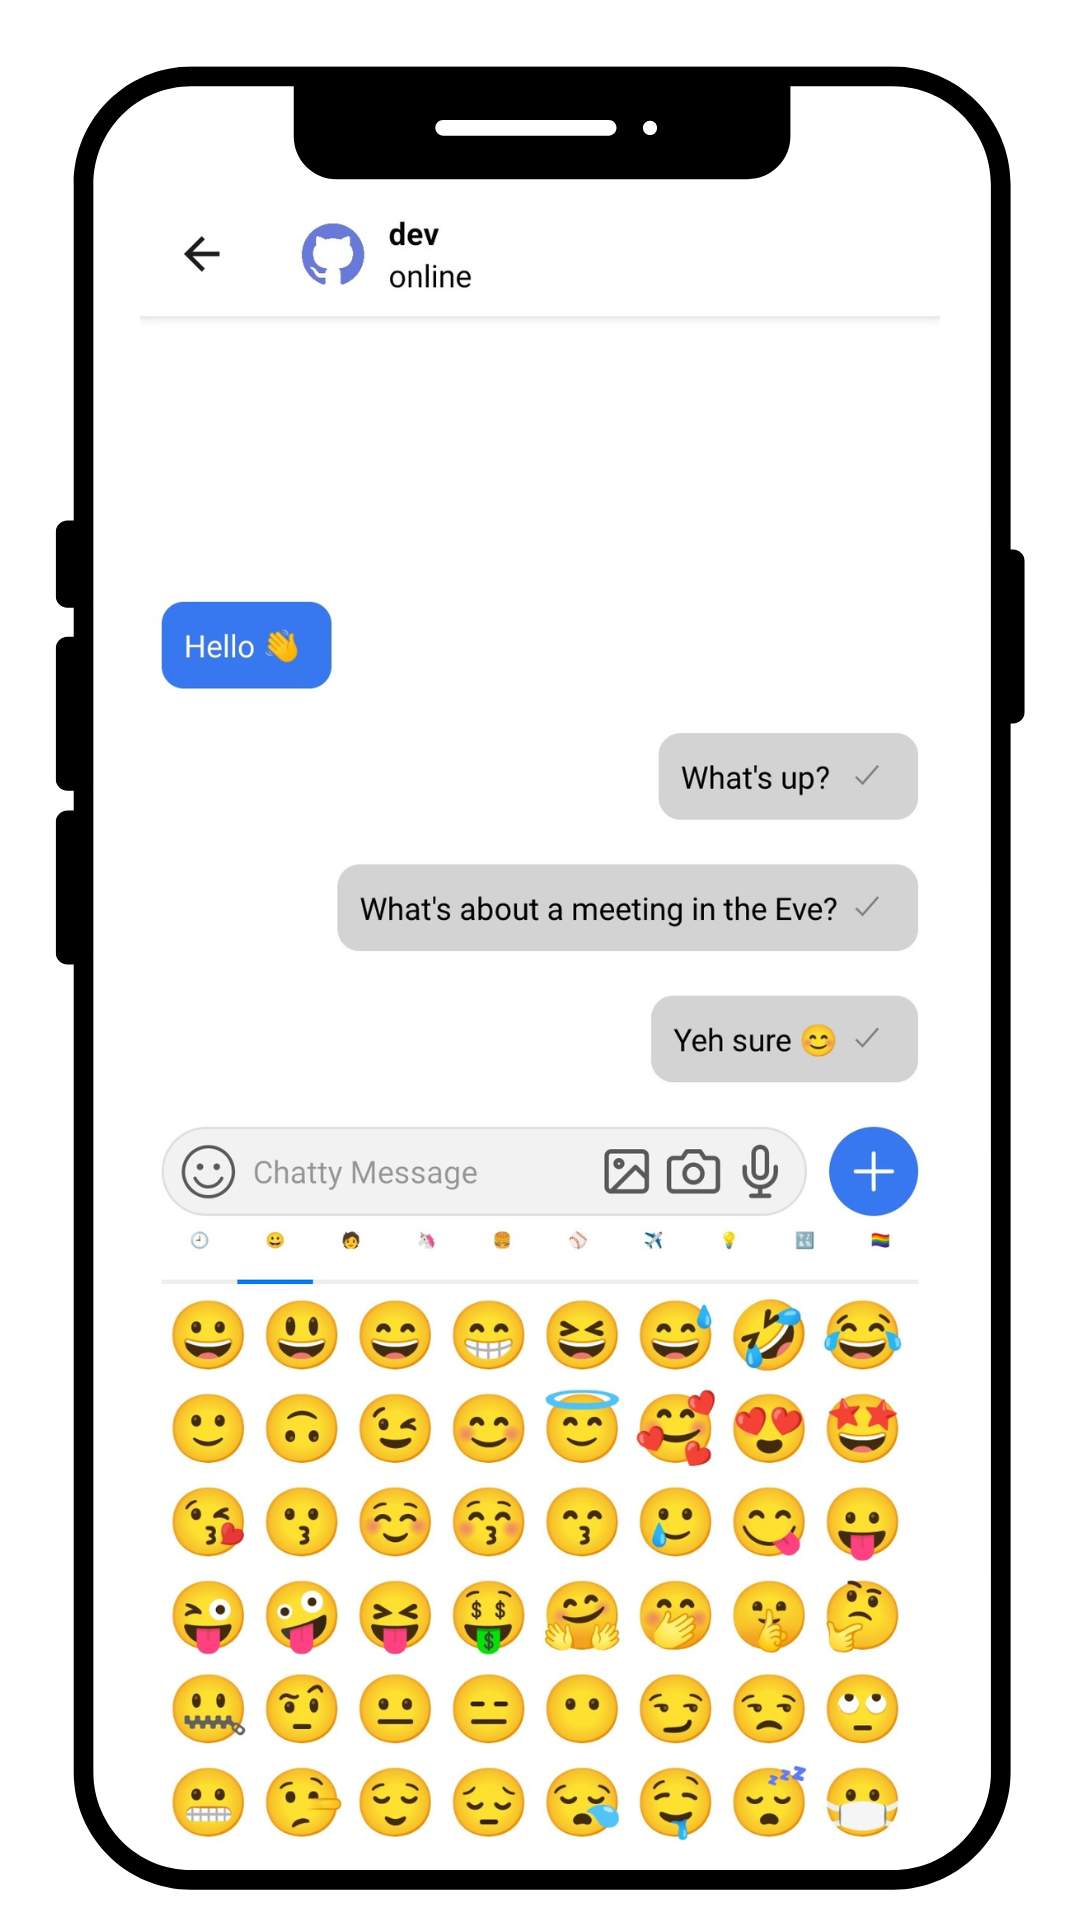 dev
online
Hello 👋
What's up?
What's about a meeting in the Eve?
Yeh sure 😊
Chatty Message